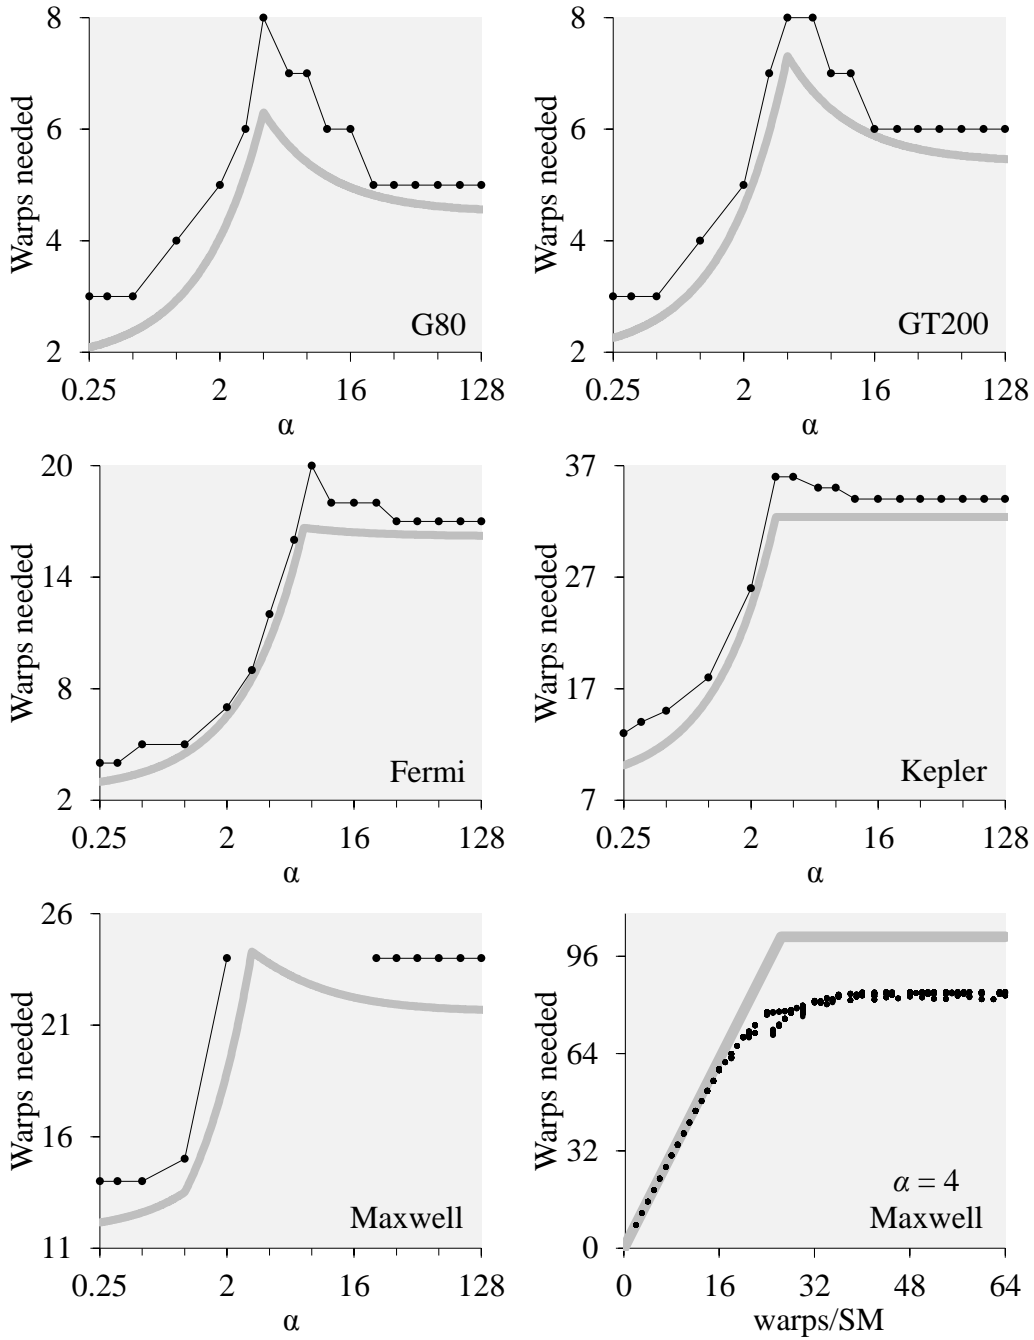 8
6
4
2
Warps needed
G80
0.25
2
16
128
α
8
6
4
2
Warps needed
GT200
0.25
2
16
128
α
20
14
8
2
Warps needed
Fermi
0.25
2
16
128
α
37
27
17
7
Warps needed
Kepler
0.25
2
16
128
α
26
21
16
11
Warps needed
Maxwell
0.25
2
16
128
α
96
64
32
0
Warps needed
α = 4
Maxwell
0
16
32
48
64
warps/SM